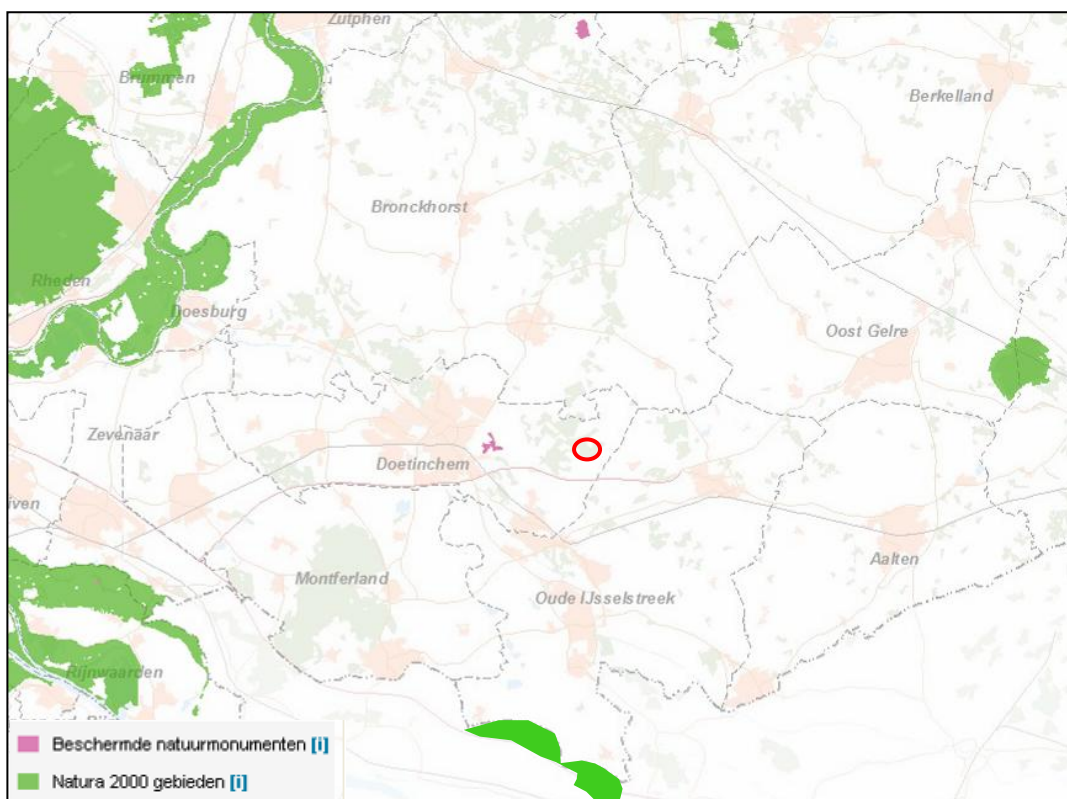 Zutphen
Brummen
Berkelland
Bronckhorst
Rheden
Doesburg
Oost Gelre
Zevenaar
Doetinchem
iven
Aalten
Montferland
Oude IJsselstreek
Rijnwaarden
Beschermde natuurmonumenten [i]
Natura 2000 gebieden [i]